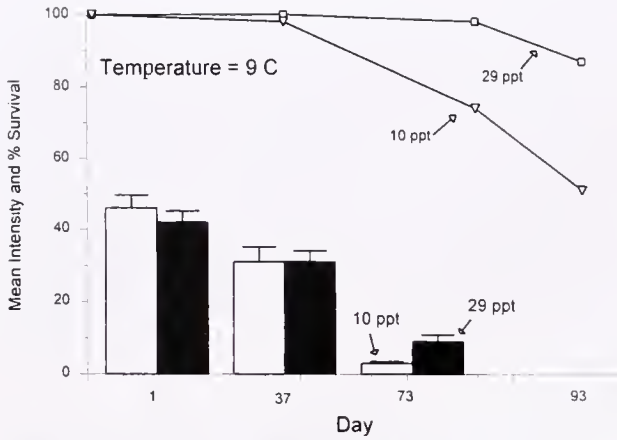 100
80
60
40
20
0
Mean Intensity and % Survival
Temperature = 9 C
29 ppt
10 ppt
10 ppt
29 ppt
1
37
73
93
Day